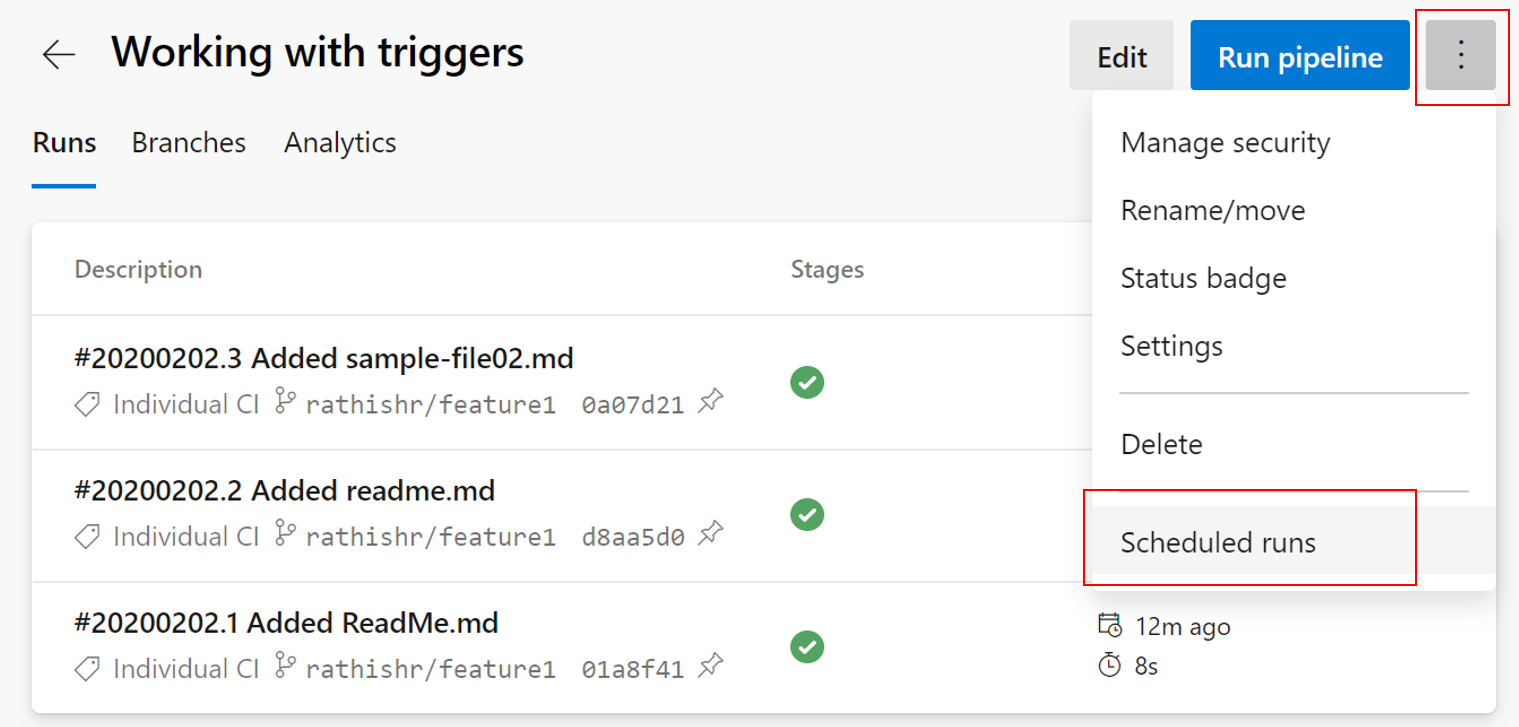 Working with triggers
Edit
Run pipeline
Runs Branches Analytics
Manage security
Rename/move
Status badge
Settings
Delete
Scheduled runs
Description Stages
#20200202.3 Added sample-file02.md
Individual CI rathishr/feature1 0a07d21
#20200202.2 Added readme.md
Individual CI rathishr/feature1 d8aa5d0
#20200202.1 Added ReadMe.md
Individual CI rathishr/feature1 01a8f41
12m ago
8s